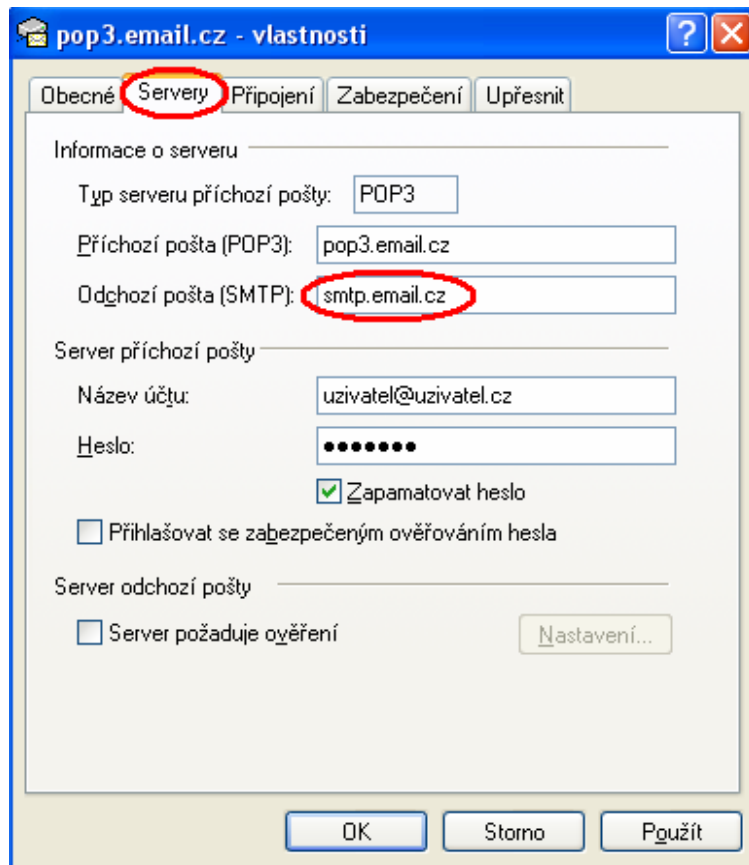 pop3.email.cz - vlastnosti
Obecné Servery Připojení Zabezpečení Upřesnit
Informace o serveru
Typ serveru příchozí pošty: POP3
Příchozí pošta (POP3): pop3.email.cz
Odchozí pošta (SMTP): smtp.email.cz
Server příchozí pošty
Název účtu: uzivatel@uzivatel.cz
Heslo: •••••••
Zapamatovat heslo
Přihlašovat se zabezpečeným ověřováním hesla
Server odchozí pošty
Server požaduje ověření Nastavení...
OK Storno Použít